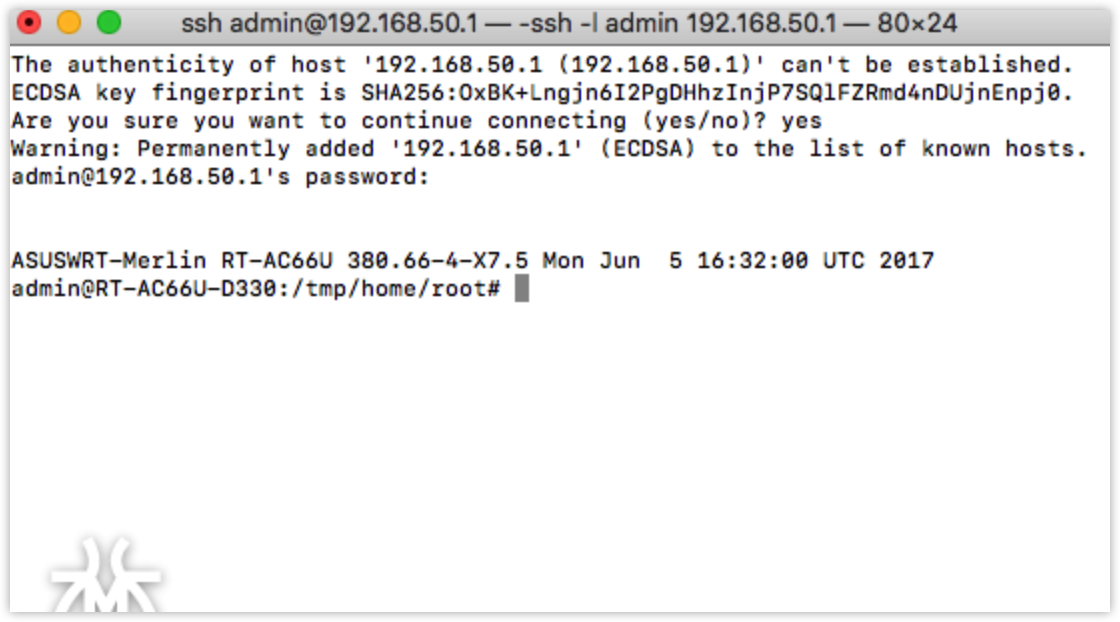 ssh admin@192.168.50.1 — -ssh -l admin 192.168.50.1 — 80×24
The authenticity of host '192.168.50.1 (192.168.50.1)' can't be established.
ECDSA key fingerprint is SHA256:OxBK+Lngjn6I2PgDHhzInjP7SQlFZRmd4nDUjnEnpj0.
Are you sure you want to continue connecting (yes/no)? yes
Warning: Permanently added '192.168.50.1' (ECDSA) to the list of known hosts.
admin@192.168.50.1's password:
ASUSWRT-Merlin RT-AC66U 380.66-4-X7.5 Mon Jun  5 16:32:00 UTC 2017
admin@RT-AC66U-D330:/tmp/home/root#